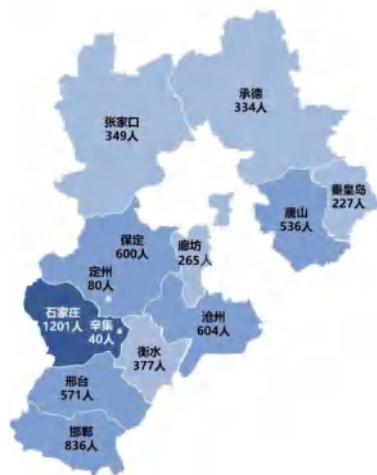 承德
334人
张家口
349人
秦皇岛
227人
唐山
536人
保定
600人
廊坊
265人
定州
80人
石家庄
1201人
辛集
40人
沧州
604人
衡水
377人
邢台
571人
邯郸
836人